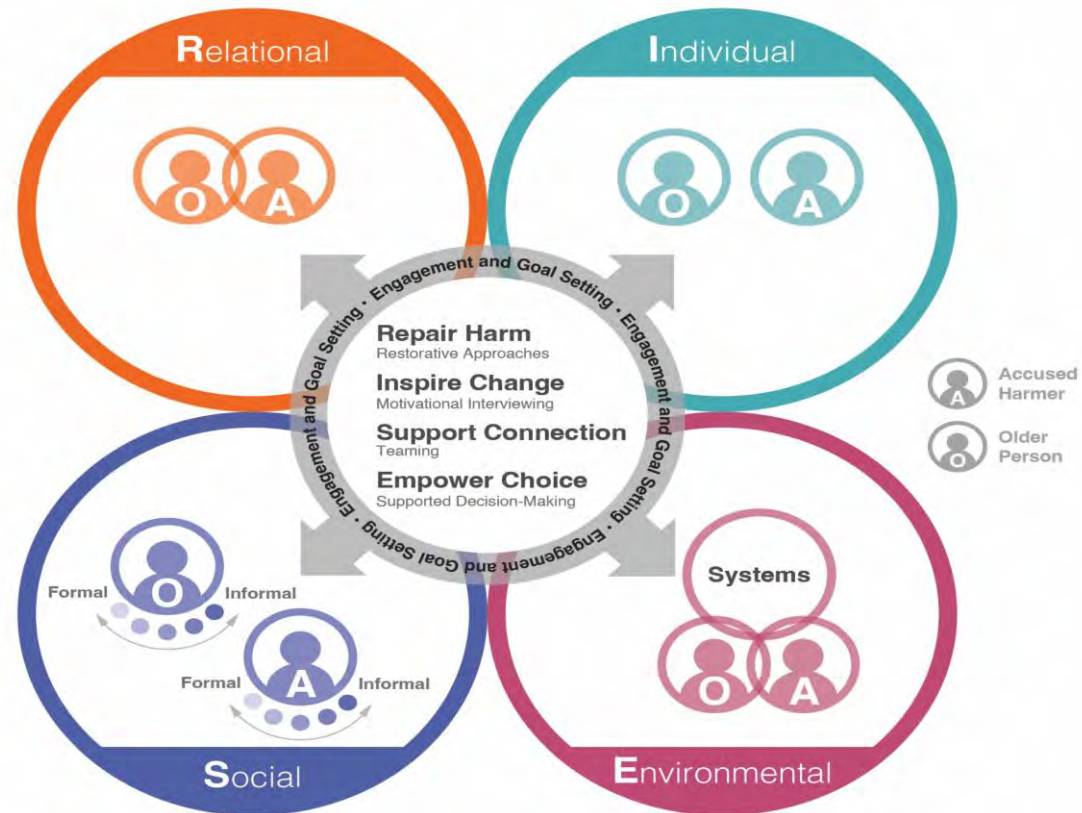 Relational
Individual
O A
O A
Engagement and Goal Setting · Engagement and Goal Setting · Engagement and Goal Setting · Engagement and Goal Setting ·
Repair Harm
Restorative Approaches
Inspire Change
Motivational Interviewing
Support Connection
Teaming
Empower Choice
Supported Decision-Making
A Accused
Harmer
O Older
Person
O
Formal Informal
A
Formal Informal
Systems
O A
Social
Environmental